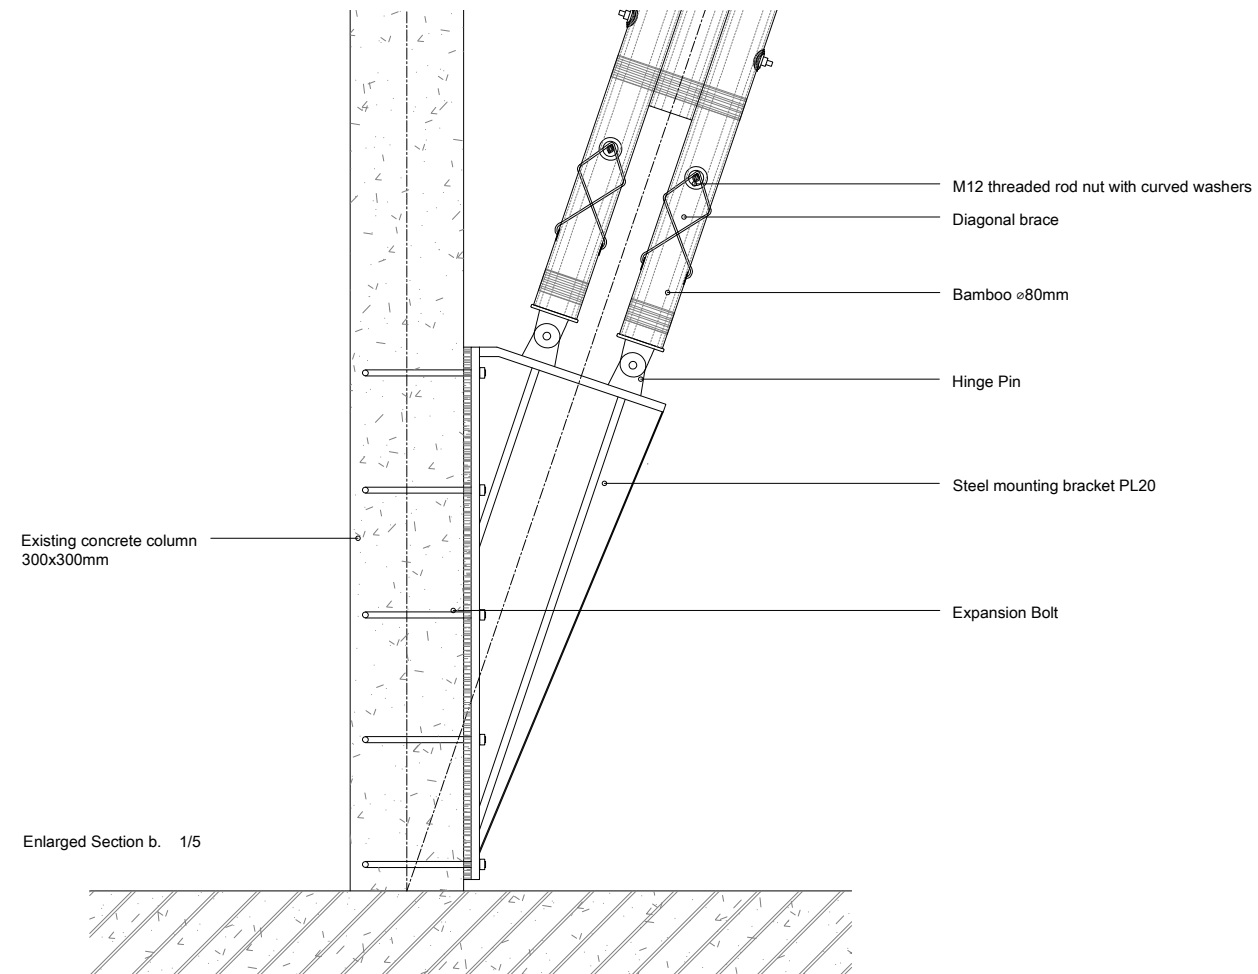 M12 threaded rod nut with curved washers
Diagonal brace
Bamboo ⌀80mm
Hinge Pin
Steel mounting bracket PL20
Existing concrete column
300x300mm
Expansion Bolt
Enlarged Section b. 1/5